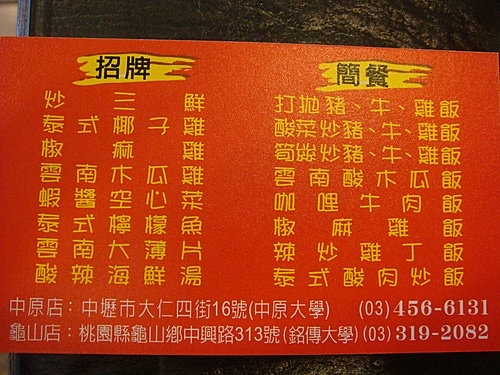 招牌
炒三鮮
泰式椰子雞
椒麻雞
雲南木瓜雞
蝦醬空心菜
泰式檸檬魚
雲南大薄片
酸辣海鮮湯
簡餐
打拋豬、牛、雞飯
酸菜炒豬、牛、雞飯
筍絲炒豬、牛、雞飯
雲南酸木瓜飯
咖哩牛肉飯
椒麻雞飯
辣炒雞丁飯
泰式酸肉炒飯
中原店：中壢市大仁四街16號(中原大學) (03)456-6131
龜山店：桃園縣龜山鄉中興路313號(銘傳大學)(03)319-2082